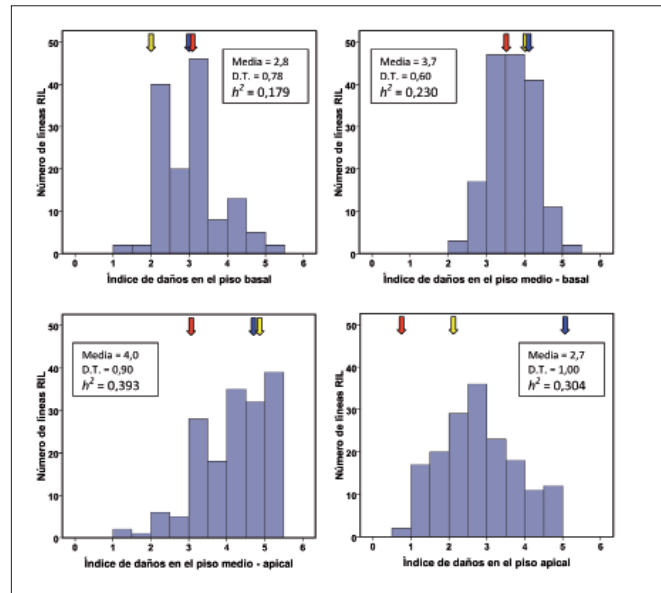 50
40
30
20
10
0
Número de líneas RIL
Media = 2,8
D.T. = 0,78
h² = 0,179
0 1 2 3 4 5 6
Índice de daños en el piso basal
50
40
30
20
10
0
Número de líneas RIL
Media = 3,7
D.T. = 0,60
h² = 0,230
0 1 2 3 4 5 6
Índice de daños en el piso medio - basal
50
40
30
20
10
0
Número de líneas RIL
Media = 4,0
D.T. = 0,90
h² = 0,393
0 1 2 3 4 5 6
Índice de daños en el piso medio - apical
50
40
30
20
10
0
Número de líneas RIL
Media = 2,7
D.T. = 1,00
h² = 0,304
0 1 2 3 4 5 6
Índice de daños en el piso apical